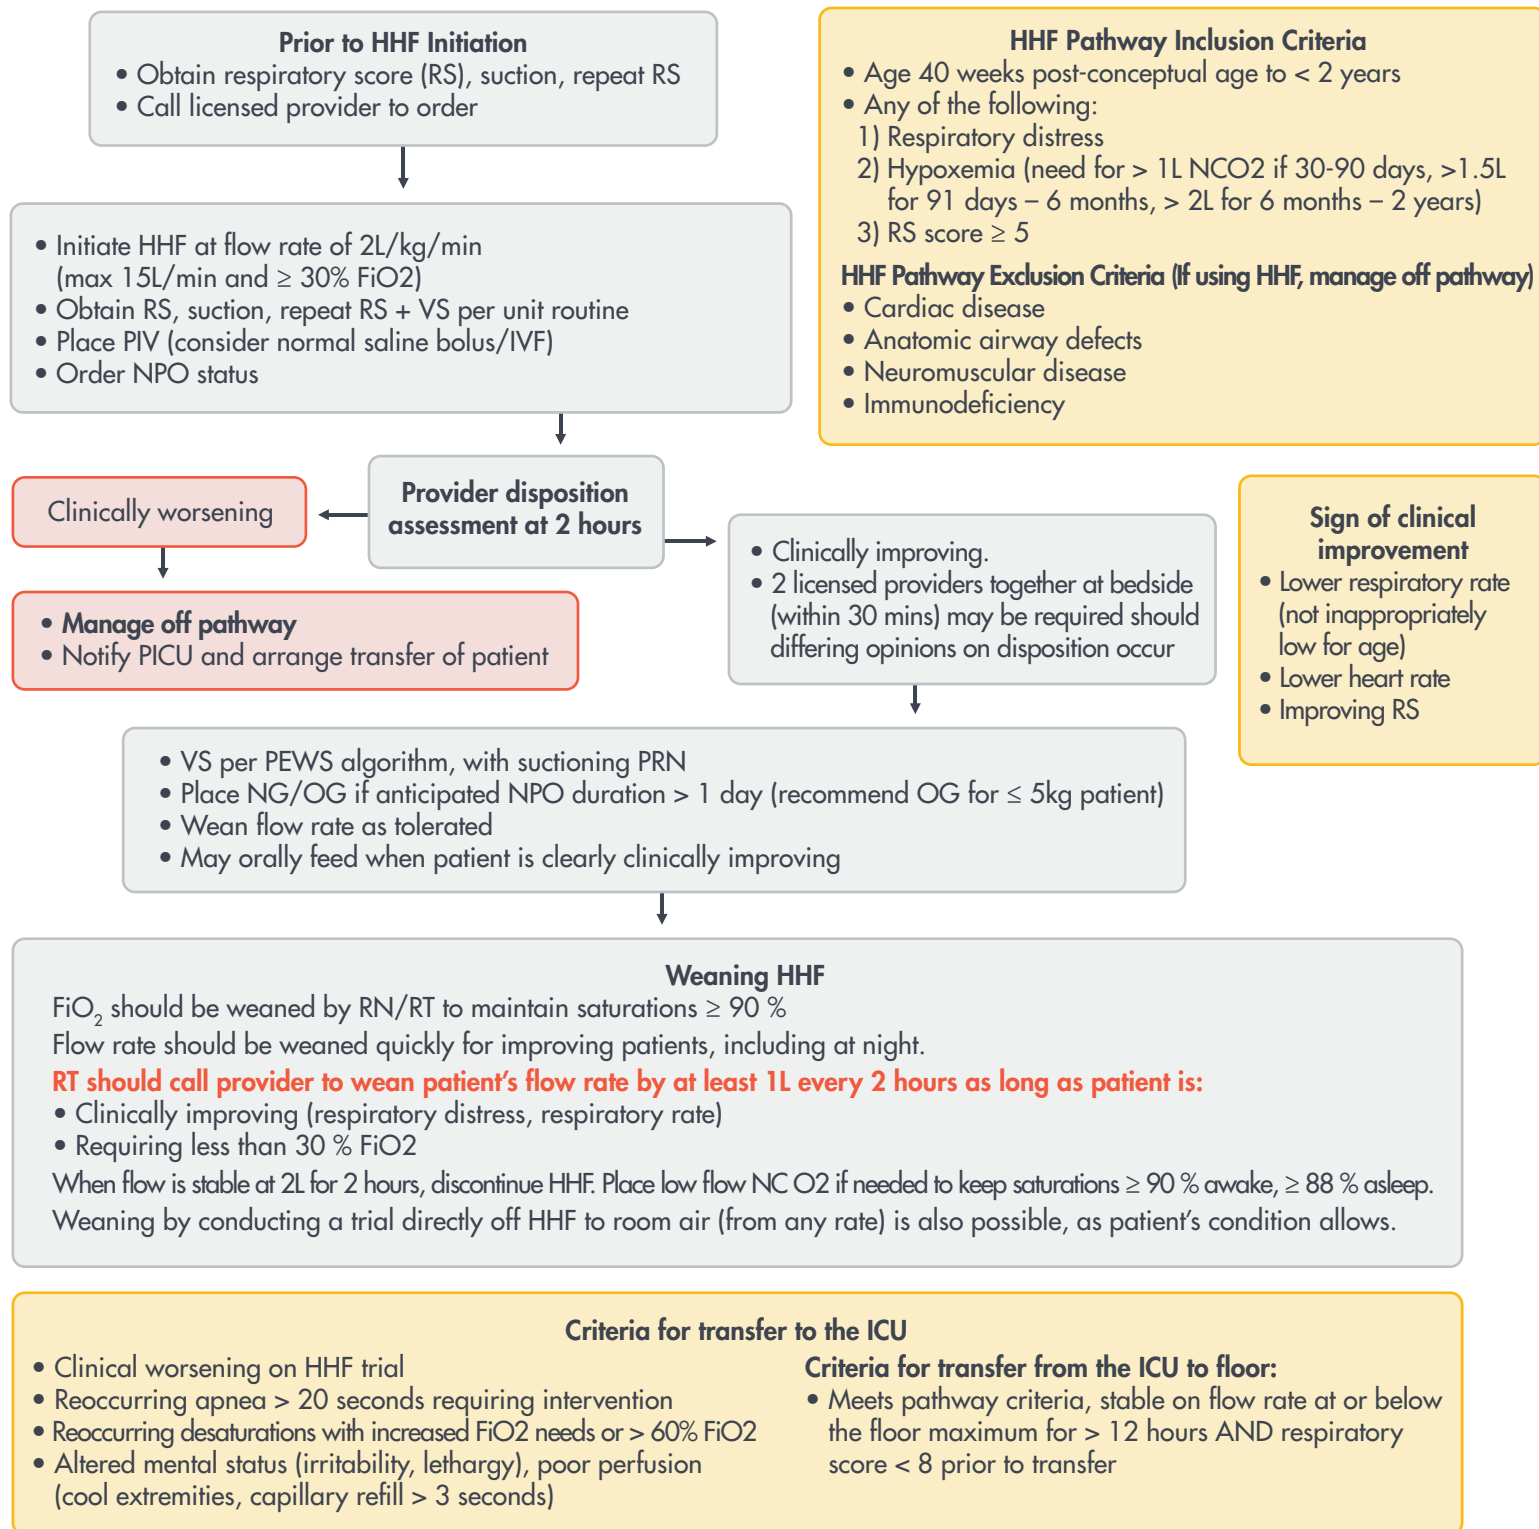 Prior to HHF Initiation
• Obtain respiratory score (RS), suction, repeat RS
• Call licensed provider to order
HHF Pathway Inclusion Criteria
• Age 40 weeks post-conceptual age to < 2 years
• Any of the following:
1) Respiratory distress
2) Hypoxemia (need for > 1L NCO2 if 30-90 days, >1.5L
for 91 days – 6 months, > 2L for 6 months – 2 years)
3) RS score ≥ 5
HHF Pathway Exclusion Criteria (If using HHF, manage off pathway)
• Cardiac disease
• Anatomic airway defects
• Neuromuscular disease
• Immunodeficiency
• Initiate HHF at flow rate of 2L/kg/min
(max 15L/min and ≥ 30% FiO2)
• Obtain RS, suction, repeat RS + VS per unit routine
• Place PIV (consider normal saline bolus/IVF)
• Order NPO status
Provider disposition
assessment at 2 hours
Clinically worsening
• Manage off pathway
• Notify PICU and arrange transfer of patient
• Clinically improving.
• 2 licensed providers together at bedside
(within 30 mins) may be required should
differing opinions on disposition occur
Sign of clinical
improvement
• Lower respiratory rate
(not inappropriately
low for age)
• Lower heart rate
• Improving RS
• VS per PEWS algorithm, with suctioning PRN
• Place NG/OG if anticipated NPO duration > 1 day (recommend OG for ≤ 5kg patient)
• Wean flow rate as tolerated
• May orally feed when patient is clearly clinically improving
Weaning HHF
FiO₂ should be weaned by RN/RT to maintain saturations ≥ 90 %
Flow rate should be weaned quickly for improving patients, including at night.
RT should call provider to wean patient’s flow rate by at least 1L every 2 hours as long as patient is:
• Clinically improving (respiratory distress, respiratory rate)
• Requiring less than 30 % FiO2
When flow is stable at 2L for 2 hours, discontinue HHF. Place low flow NC O2 if needed to keep saturations ≥ 90 % awake, ≥ 88 % asleep.
Weaning by conducting a trial directly off HHF to room air (from any rate) is also possible, as patient’s condition allows.
Criteria for transfer to the ICU
• Clinical worsening on HHF trial
• Reoccurring apnea > 20 seconds requiring intervention
• Reoccurring desaturations with increased FiO2 needs or > 60% FiO2
• Altered mental status (irritability, lethargy), poor perfusion
(cool extremities, capillary refill > 3 seconds)
Criteria for transfer from the ICU to floor:
• Meets pathway criteria, stable on flow rate at or below
the floor maximum for > 12 hours AND respiratory
score < 8 prior to transfer